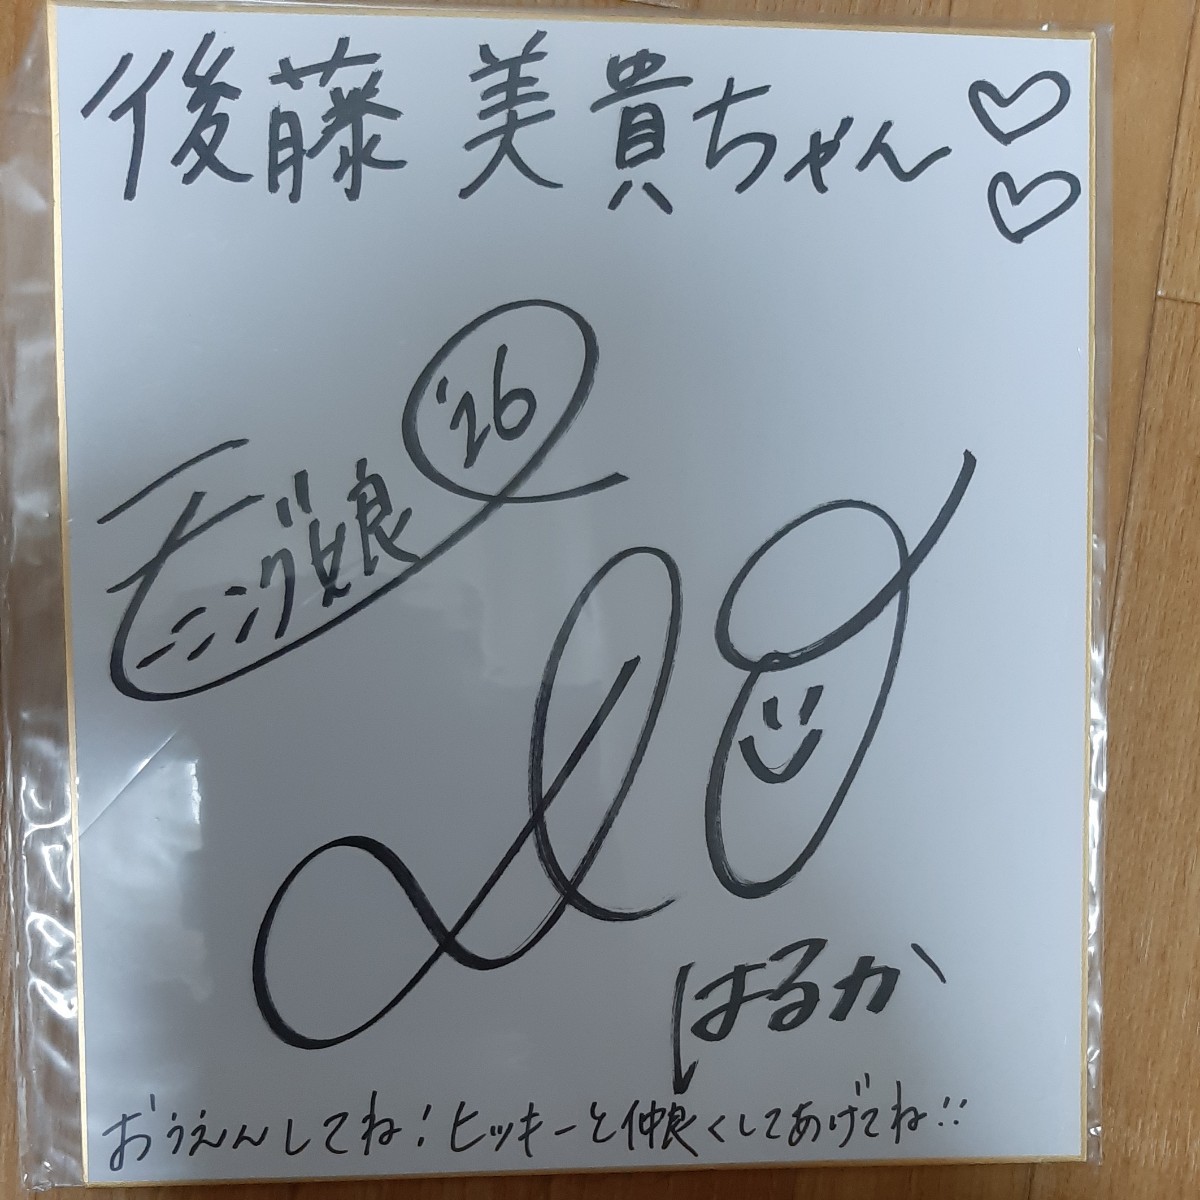 後藤 美貴ちゃん♡♡
モーニング娘 '26
はるか
おうえんしてね!ヒッキーと仲良くしてあげてね!!